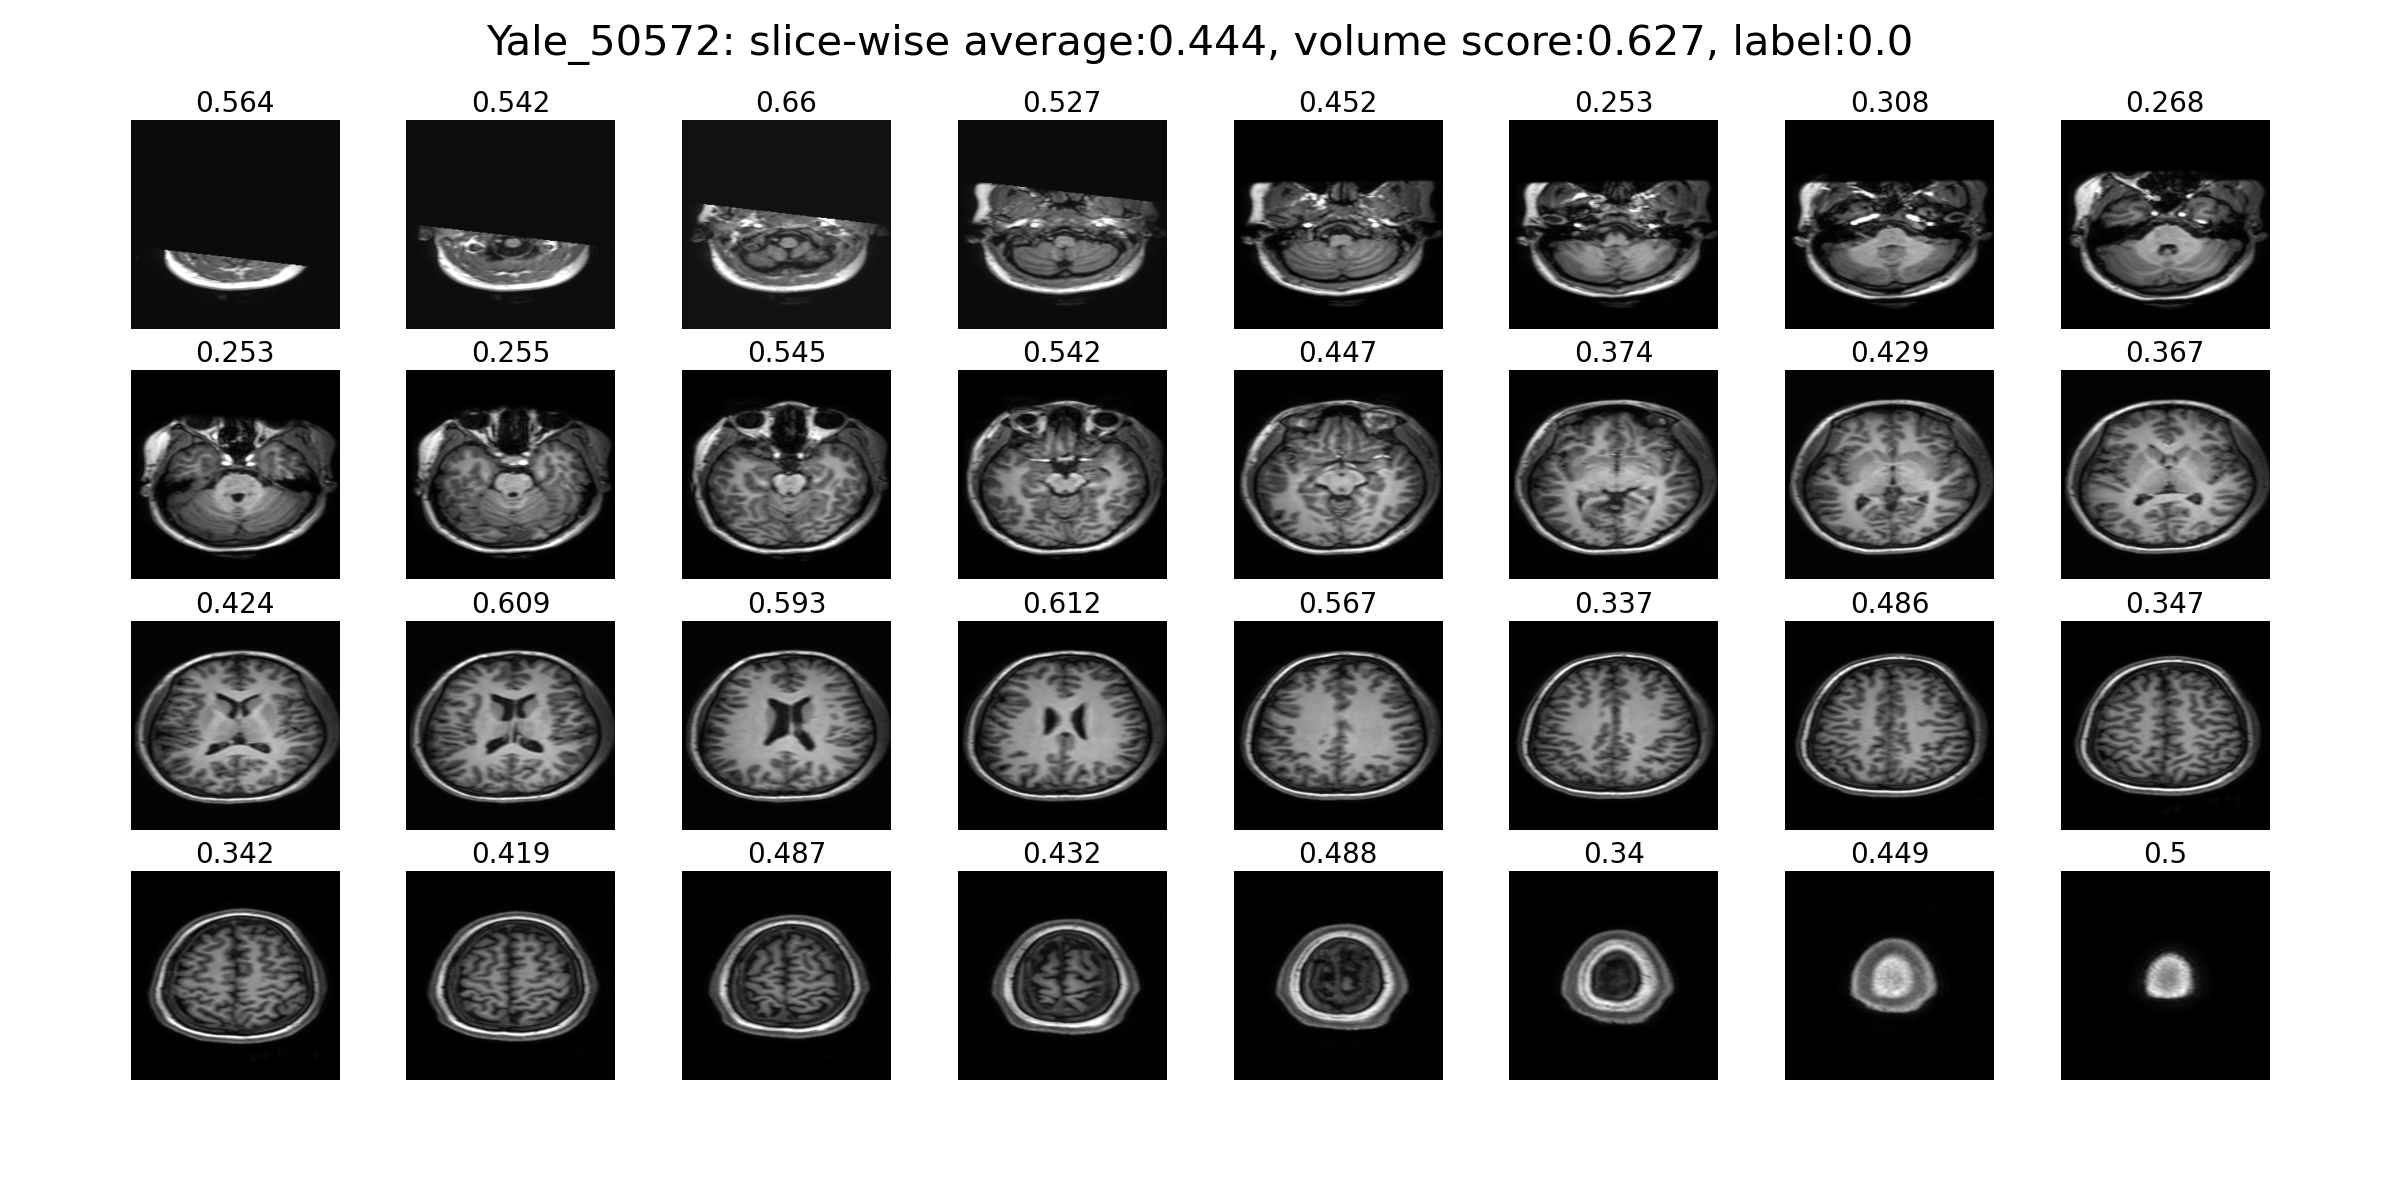 Yale_50572: slice-wise average:0.444, volume score:0.627, label:0.0
0.564 0.542 0.66 0.527 0.452 0.253 0.308 0.268
0.253 0.255 0.545 0.542 0.447 0.374 0.429 0.367
0.424 0.609 0.593 0.612 0.567 0.337 0.486 0.347
0.342 0.419 0.487 0.432 0.488 0.34 0.449 0.5